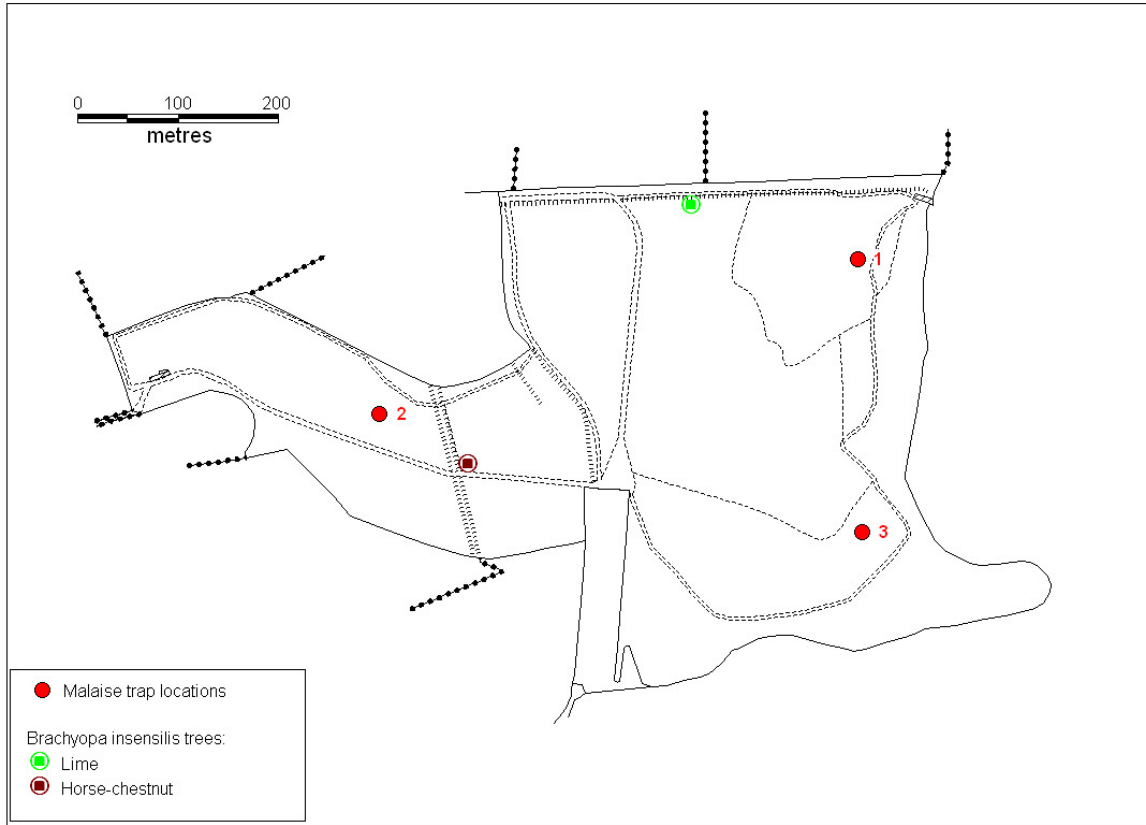 0 100 200
metres
1
2
3
Malaise trap locations
Brachyopa insensilis trees:
Lime
Horse-chestnut